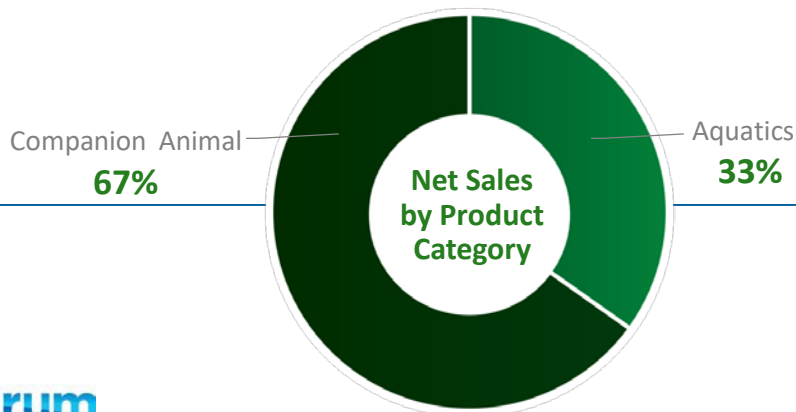 Companion Animal
67%
Aquatics
33%
Net Sales
by Product
Category